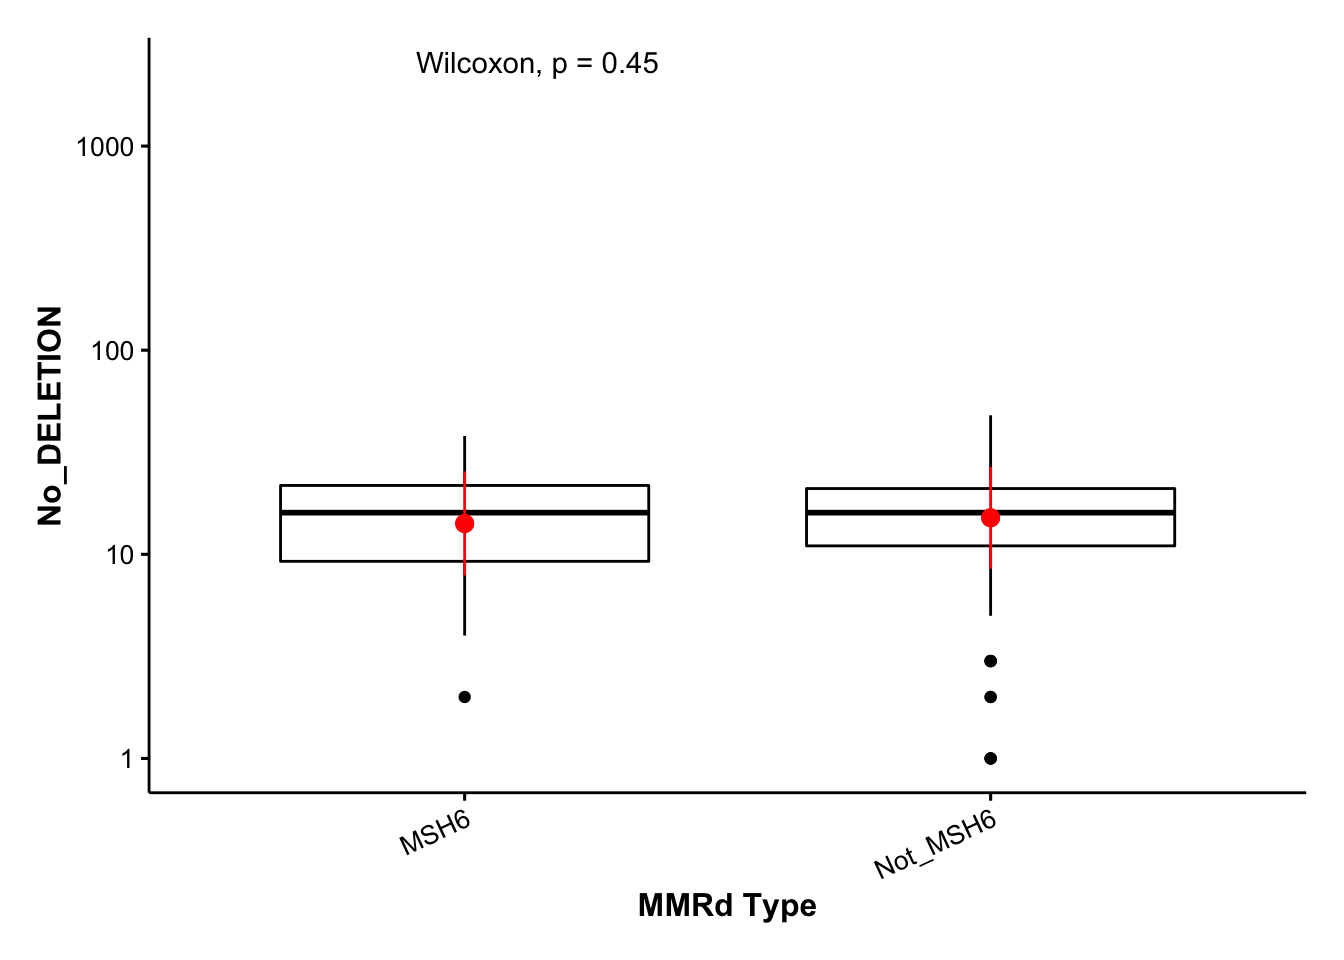 Wilcoxon, p = 0.45
1000
100
10
1
No_DELETION
MSH6
Not_MSH6
MMRd Type